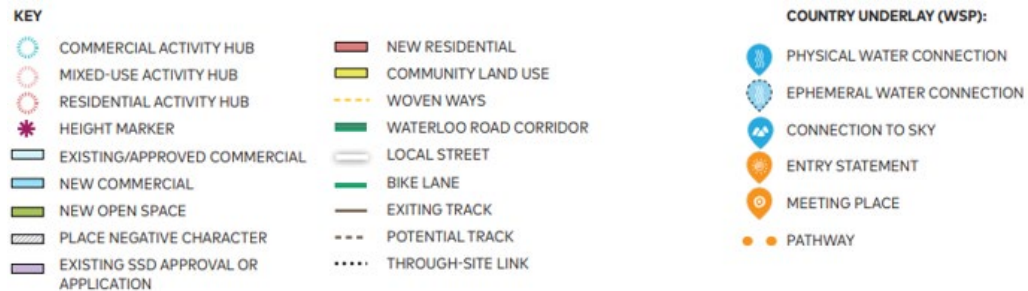 KEY
COMMERCIAL ACTIVITY HUB
MIXED-USE ACTIVITY HUB
RESIDENTIAL ACTIVITY HUB
HEIGHT MARKER
EXISTING/APPROVED COMMERCIAL
NEW COMMERCIAL
NEW OPEN SPACE
PLACE NEGATIVE CHARACTER
EXISTING SSD APPROVAL OR
APPLICATION
NEW RESIDENTIAL
COMMUNITY LAND USE
WOVEN WAYS
WATERLOO ROAD CORRIDOR
LOCAL STREET
BIKE LANE
EXITING TRACK
POTENTIAL TRACK
THROUGH-SITE LINK
COUNTRY UNDERLAY (WSP):
PHYSICAL WATER CONNECTION
EPHEMERAL WATER CONNECTION
CONNECTION TO SKY
ENTRY STATEMENT
MEETING PLACE
PATHWAY